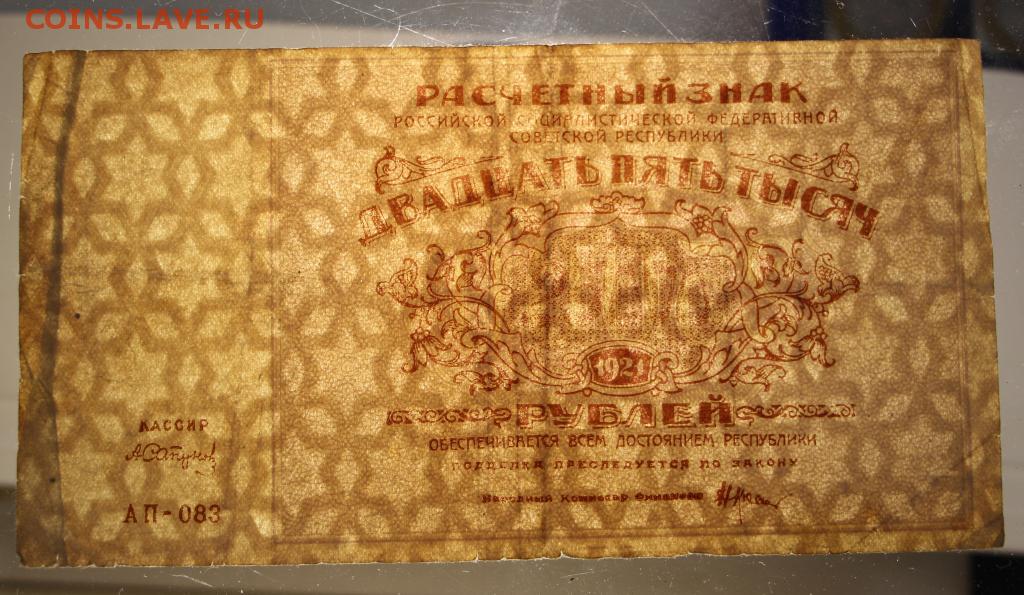 COINS.LAVE.RU
РАСЧЕТНЫЙ ЗНАК
РОССИЙСКОЙ СОЦИАЛИСТИЧЕСКОЙ ФЕДЕРАТИВНОЙ
СОВЕТСКОЙ РЕСПУБЛИКИ
ДВАДЦАТЬ ПЯТЬ ТЫСЯЧ
1921
РУБЛЕЙ
ОБЕСПЕЧИВАЕТСЯ ВСЕМ ДОСТОЯНИЕМ РЕСПУБЛИКИ
ПОДДЕЛКА ПРЕСЛЕДУЕТСЯ ПО ЗАКОНУ
Народный Комиссар Финансов
КАССИР
АСмирнов
АП-083